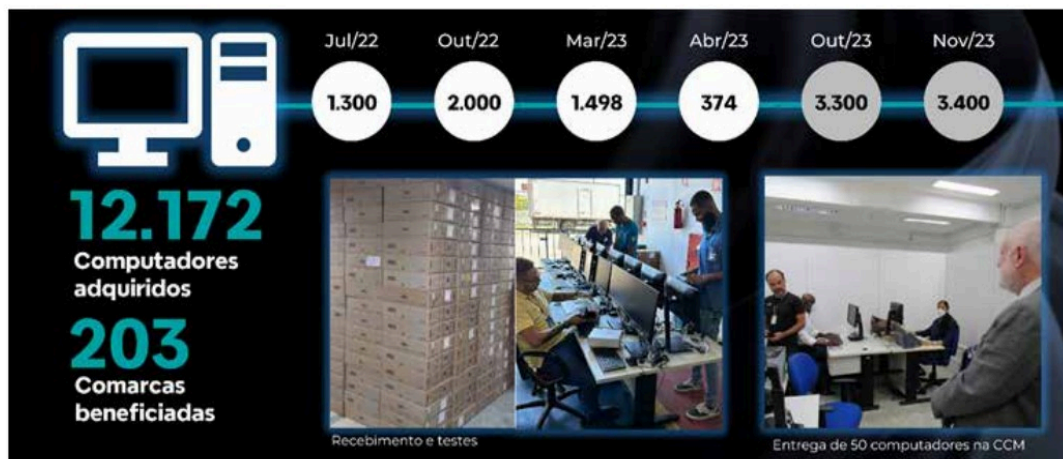 Jul/22 Out/22 Mar/23 Abr/23 Out/23 Nov/23
1.300 2.000 1.498 374 3.300 3.400
12.172
Computadores
adquiridos
203
Comarcas
beneficiadas
Recebimento e testes
Entrega de 50 computadores na CCM